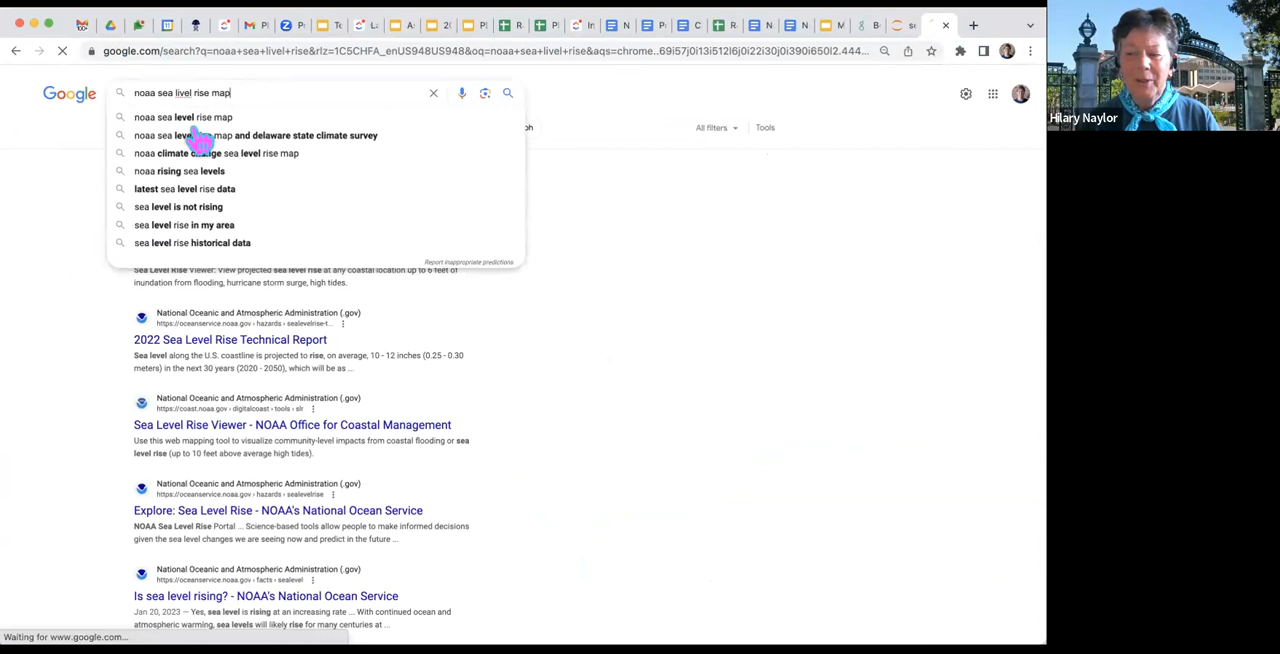 Te
La
A
20
Pl
R
Pl
In
N
Pr
C
R
N
N
M
B
se
google.com/search?q=noaa+sea+livel+rise&rlz=1C5CHFA_enUS948US948&oq=noaa+sea+livel+rise&aqs=chrome..69i57j0i13i512l6j0i22i30j0i390i650l2.444...
Google
noaa sea livel rise map
noaa sea level rise map
noaa sea level map and delaware state climate survey
noaa climate change sea level rise map
noaa rising sea levels
latest sea level rise data
sea level is not rising
sea level rise in my area
sea level rise historical data
Report inappropriate predictions
All filters
Tools
Sea Level Rise Viewer: View projected sea level rise at any coastal location up to 6 feet of
inundation from flooding, hurricane storm surge, high tides.
National Oceanic and Atmospheric Administration (.gov)
https://oceanservice.noaa.gov › hazards › sealevelrise-t...
2022 Sea Level Rise Technical Report
Sea level along the U.S. coastline is projected to rise, on average, 10 - 12 inches (0.25 - 0.30
meters) in the next 30 years (2020 - 2050), which will be as ...
National Oceanic and Atmospheric Administration (.gov)
https://coast.noaa.gov › digitalcoast › tools › slr
Sea Level Rise Viewer - NOAA Office for Coastal Management
Use this web mapping tool to visualize community-level impacts from coastal flooding or sea
level rise (up to 10 feet above average high tides).
National Oceanic and Atmospheric Administration (.gov)
https://oceanservice.noaa.gov › hazards › sealevelrise
Explore: Sea Level Rise - NOAA's National Ocean Service
NOAA Sea Level Rise Portal ... Science-based tools allow people to make informed decisions
given the sea level changes we are seeing now and predict in the future ...
National Oceanic and Atmospheric Administration (.gov)
https://oceanservice.noaa.gov › facts › sealevel
Is sea level rising? - NOAA's National Ocean Service
Jan 20, 2023 — Yes, sea level is rising at an increasing rate ... With continued ocean and
atmospheric warming, sea levels will likely rise for many centuries at ...
Waiting for www.google.com...
Hilary Naylor